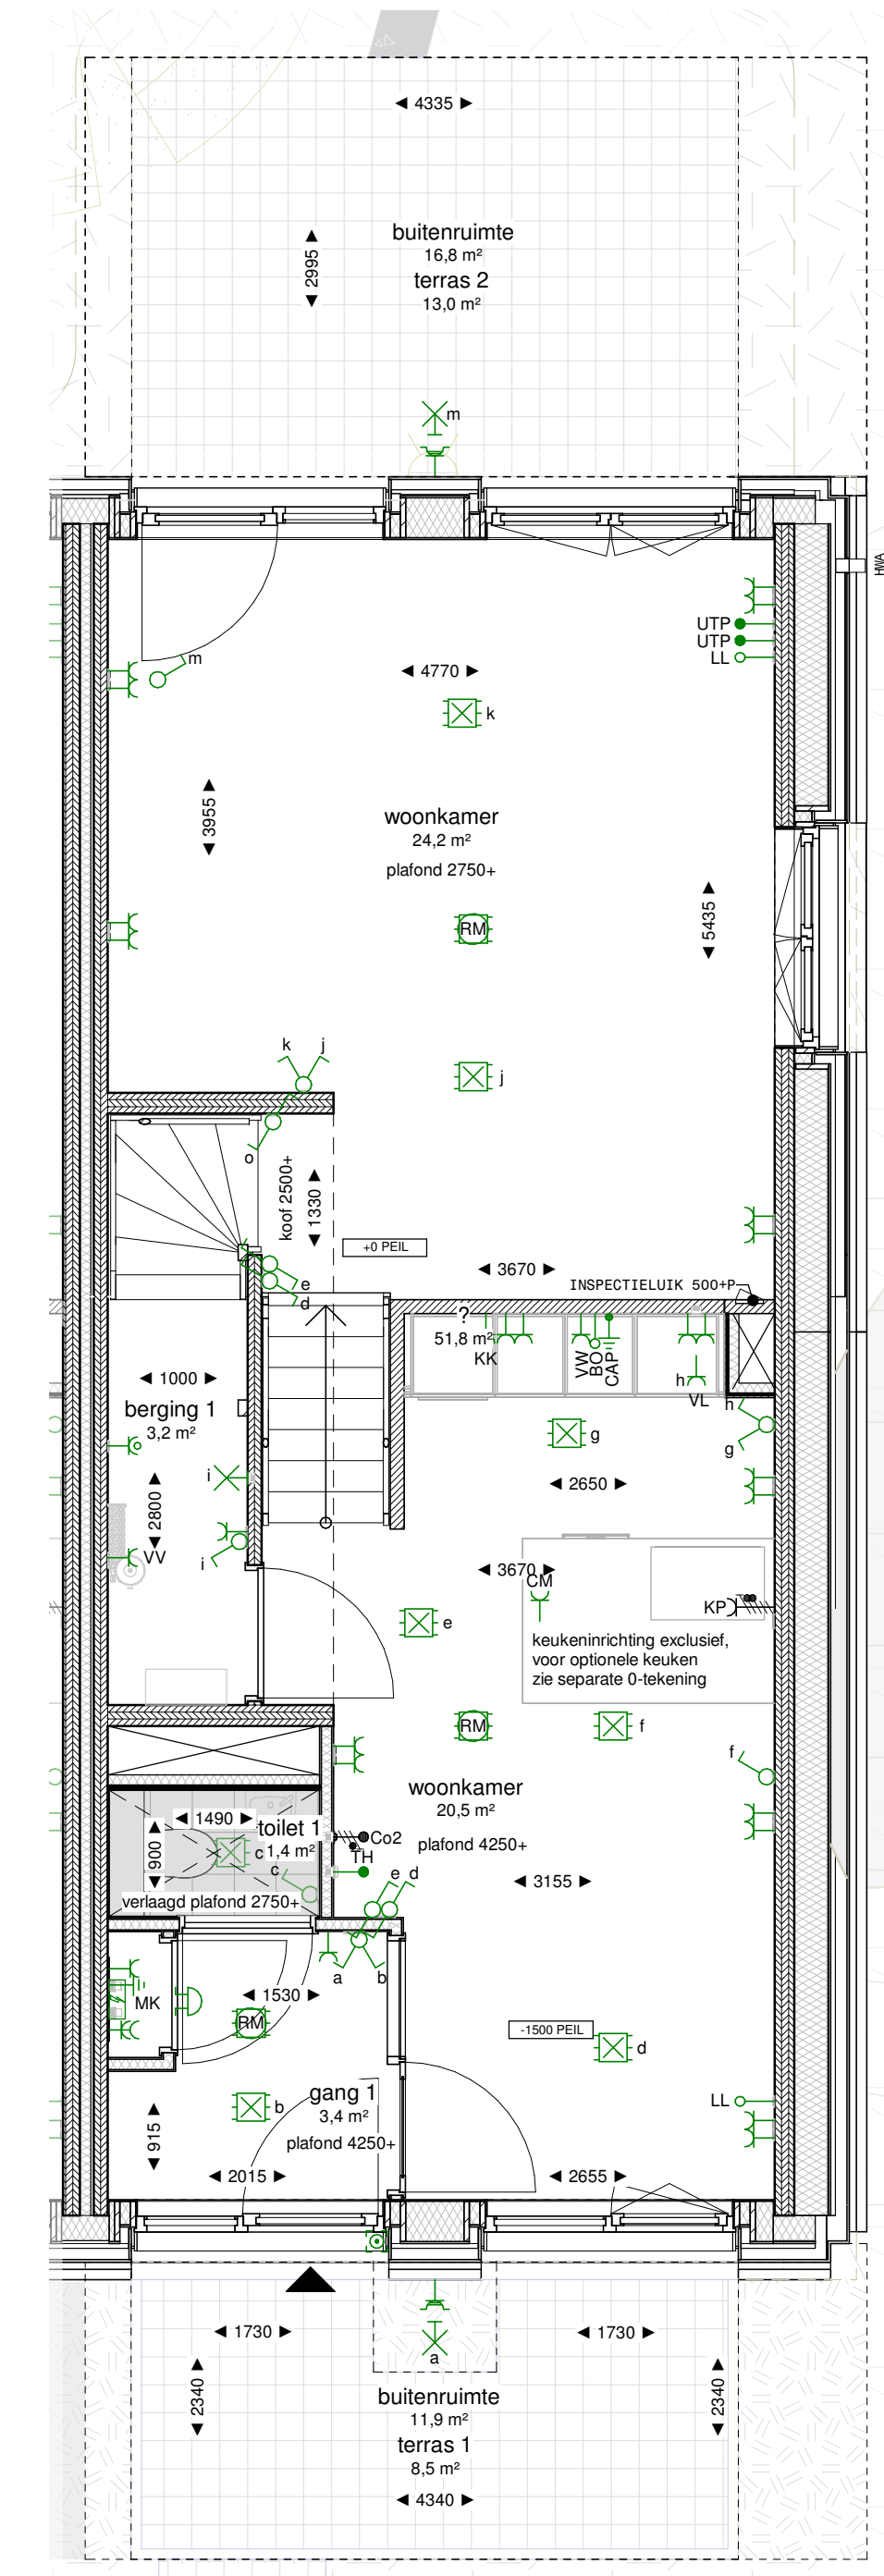 4335
buitenruimte
16,8 m²
terras 2
13,0 m²
2995
m
HWA
UTP
UTP
LL
m
4770
k
3955
woonkamer
24,2 m²
plafond 2750+
5435
RM
k
j
j
o
koof 2500+
1330
+0 PEIL
3670
e
d
INSPECTIELUIK 500+P
?
51,8 m²
KK
VW
BO
CAP
h
VL
h
g
g
1000
berging 1
3,2 m²
2650
i
2800
VV
i
3670
CM
KP
e
keukeninrichting exclusief,
voor optionele keuken
zie separate 0-tekening
RM
f
f
woonkamer
20,5 m²
plafond 4250+
1490
toilet 1
1,4 m²
900
c
c
Co2
TH
verlaagd plafond 2750+
3155
e d
a
b
MK
1530
RM
-1500 PEIL
d
b
gang 1
3,4 m²
plafond 4250+
LL
915
2015
2655
1730
1730
a
2340
2340
buitenruimte
11,9 m²
terras 1
8,5 m²
4340